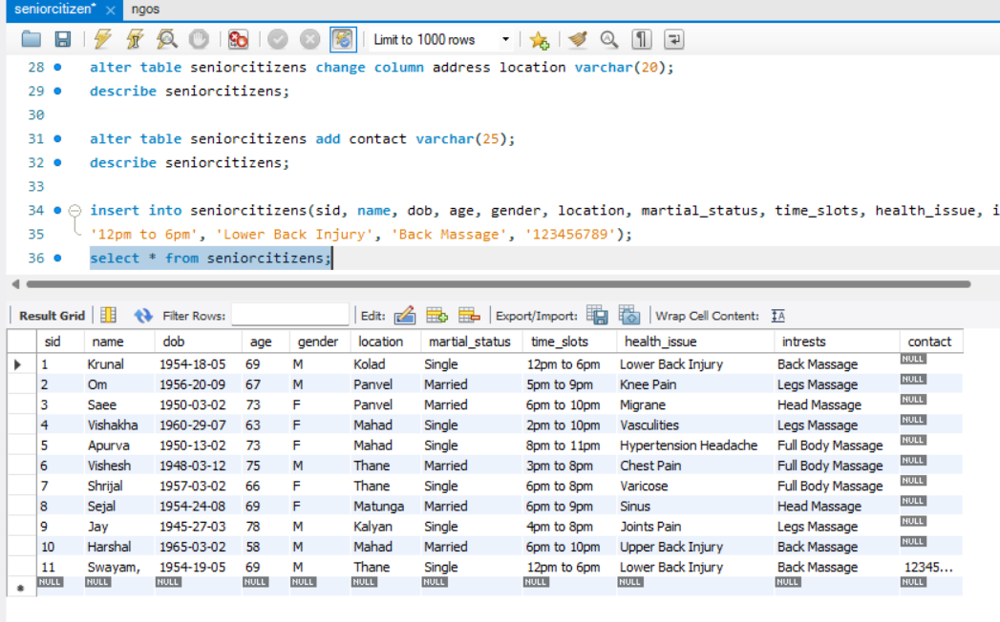 seniorcitizen* × ngos
Limit to 1000 rows
28 alter table seniorcitizens change column address location varchar(20);
29 describe seniorcitizens;
30
31 alter table seniorcitizens add contact varchar(25);
32 describe seniorcitizens;
33
34 insert into seniorcitizens(sid, name, dob, age, gender, location, martial_status, time_slots, health_issue, i
35 '12pm to 6pm', 'Lower Back Injury', 'Back Massage', '123456789');
36 select * from seniorcitizens;
Result Grid Filter Rows: Edit: Export/Import: Wrap Cell Content: IA
sid name dob age gender location martial_status time_slots health_issue intrests contact
1 Krunal 1954-18-05 69 M Kolad Single 12pm to 6pm Lower Back Injury Back Massage NULL
2 Om 1956-20-09 67 M Panvel Married 5pm to 9pm Knee Pain Legs Massage NULL
3 Saee 1950-03-02 73 F Panvel Married 6pm to 10pm Migrane Head Massage NULL
4 Vishakha 1960-29-07 63 F Mahad Single 2pm to 10pm Vasculities Legs Massage NULL
5 Apurva 1950-13-02 73 F Mahad Single 8pm to 11pm Hypertension Headache Full Body Massage NULL
6 Vishesh 1948-03-12 75 M Thane Married 3pm to 8pm Chest Pain Full Body Massage NULL
7 Shrijal 1957-03-02 66 F Thane Single 6pm to 8pm Varicose Full Body Massage NULL
8 Sejal 1954-24-08 69 F Matunga Married 6pm to 9pm Sinus Head Massage NULL
9 Jay 1945-27-03 78 M Kalyan Single 4pm to 8pm Joints Pain Legs Massage NULL
10 Harshal 1965-03-02 58 M Mahad Married 6pm to 10pm Upper Back Injury Back Massage NULL
11 Swayam, 1954-19-05 69 M Thane Single 12pm to 6pm Lower Back Injury Back Massage 12345...
NULL NULL NULL NULL NULL NULL NULL NULL NULL NULL NULL